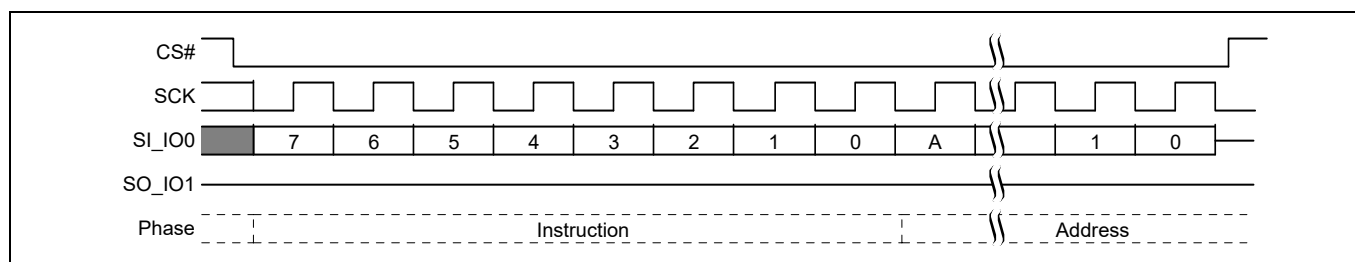 CS#
SCK
SI_IO0 7 6 5 4 3 2 1 0 A 1 0
SO_IO1
Phase Instruction Address